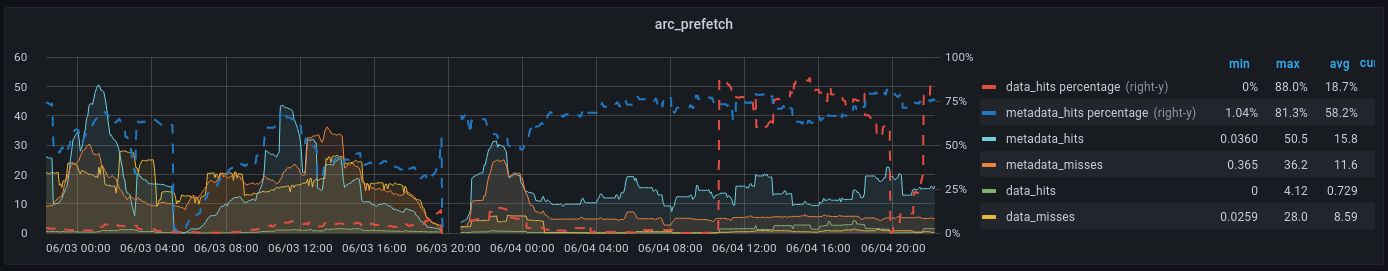 arc_prefetch
60
50
40
30
20
10
0
100%
75%
50%
25%
0%
06/03 00:00 06/03 04:00 06/03 08:00 06/03 12:00 06/03 16:00 06/03 20:00 06/04 00:00 06/04 04:00 06/04 08:00 06/04 12:00 06/04 16:00 06/04 20:00
min max avg cur
data_hits percentage (right-y) 0% 88.0% 18.7%
metadata_hits percentage (right-y) 1.04% 81.3% 58.2%
metadata_hits 0.0360 50.5 15.8
metadata_misses 0.365 36.2 11.6
data_hits 0 4.12 0.729
data_misses 0.0259 28.0 8.59